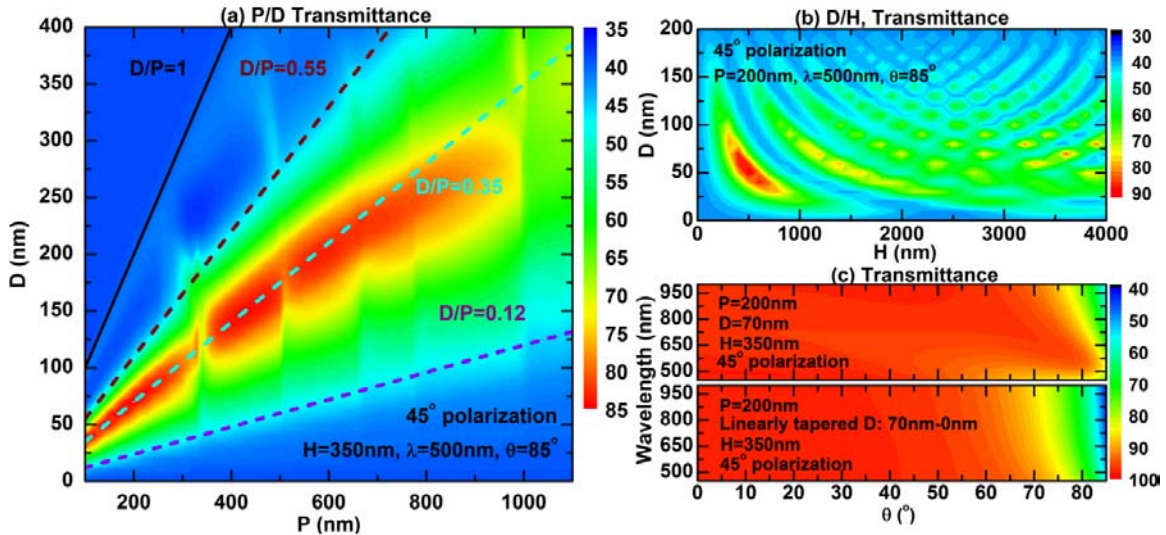 (a) P/D Transmittance
400
350
300
250
200
150
100
50
0
D (nm)
200
400
600
800
1000
P (nm)
D/P=1
D/P=0.55
D/P=0.35
D/P=0.12
45° polarization
H=350nm, λ=500nm, θ=85°
35
40
45
50
55
60
65
70
75
80
85
(b) D/H, Transmittance
200
150
100
50
0
D (nm)
45° polarization
P=200nm, λ=500nm, θ=85°
0
1000
2000
3000
4000
H (nm)
30
40
50
60
70
80
90
(c) Transmittance
Wavelength (nm)
950
800
650
500
P=200nm
D=70nm
H=350nm
45° polarization
950
800
650
500
P=200nm
Linearly tapered D: 70nm-0nm
H=350nm
45° polarization
0
10
20
30
40
50
60
70
80
θ (°)
40
50
60
70
80
90
100